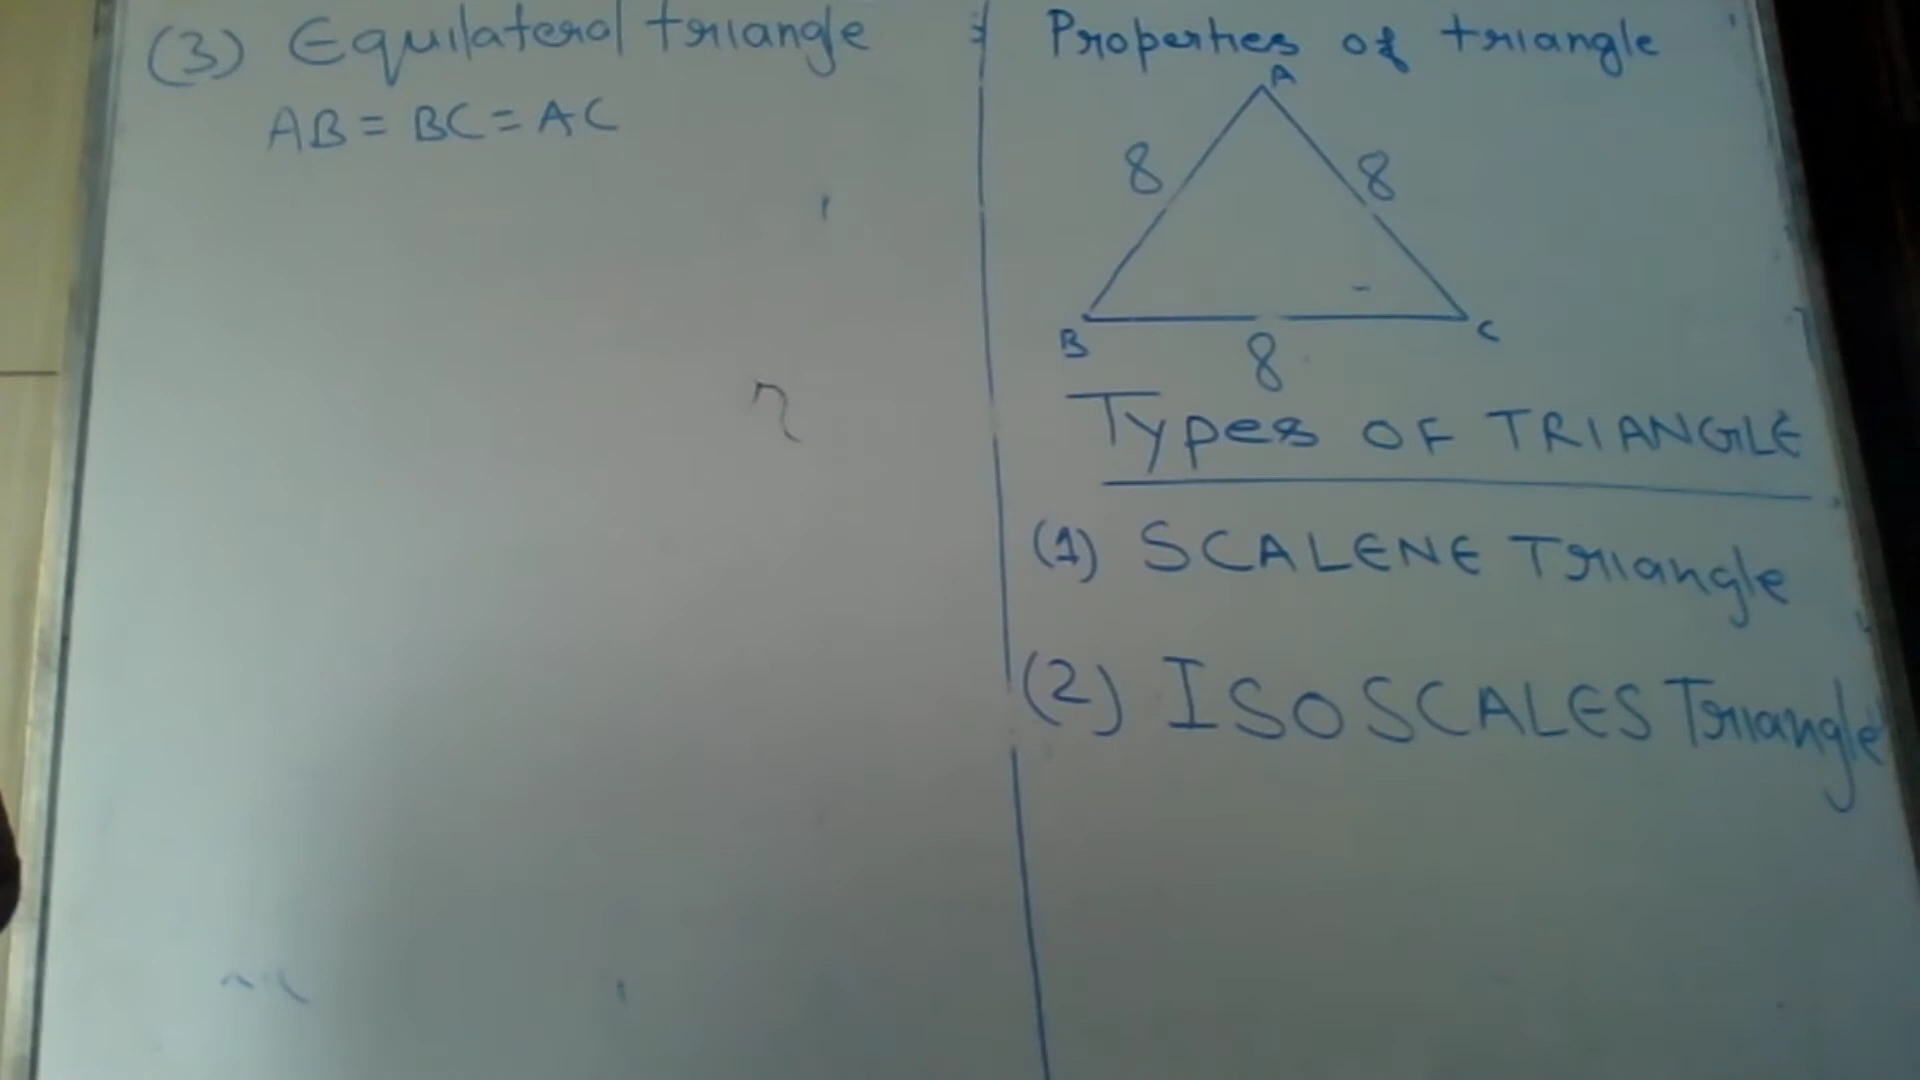 (3) Equilateral triangle
AB = BC = AC
Properties of triangle
A
8 8
B C
8
Types OF TRIANGLE
(1) SCALENE Triangle
(2) ISOSCALES Triangle